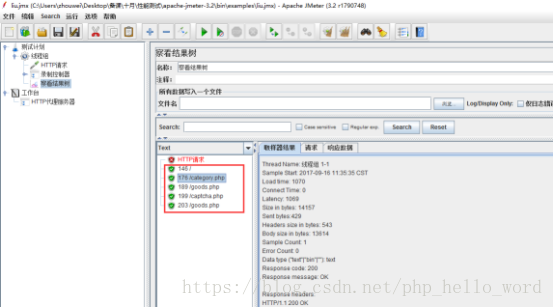 liu.jmx (C:\Users\zhouwei\Desktop\备课\十月\性能测试\apache-jmeter-3.2\bin\examples\liu.jmx) - Apache JMeter (3.2 r1790748)
文件 编辑 Search 运行 选项 帮助
测试计划
线程组
HTTP请求
录制控制器
察看结果树
工作台
HTTP代理服务器
察看结果树
名称： 察看结果树
注释：
所有数据写入一个文件
文件名
Log/Display Only:
仅日志错误
Search:
Case sensitive
Regular exp.
Search
Reset
Text
取样器结果 请求 响应数据
HTTP请求
146 /
176 /category.php
189 /goods.php
199 /captcha.php
203 /goods.php
Thread Name: 线程组 1-1
Sample Start: 2017-09-16 11:35:35 CST
Load time: 1070
Connect Time: 0
Latency: 1069
Size in bytes: 14157
Sent bytes:429
Headers size in bytes: 543
Body size in bytes: 13614
Sample Count: 1
Error Count: 0
Data type ("text"|"bin"|""): text
Response code: 200
Response message: OK
Response headers:
HTTP/1.1 200 OK
https://blog.csdn.net/php_hello_word